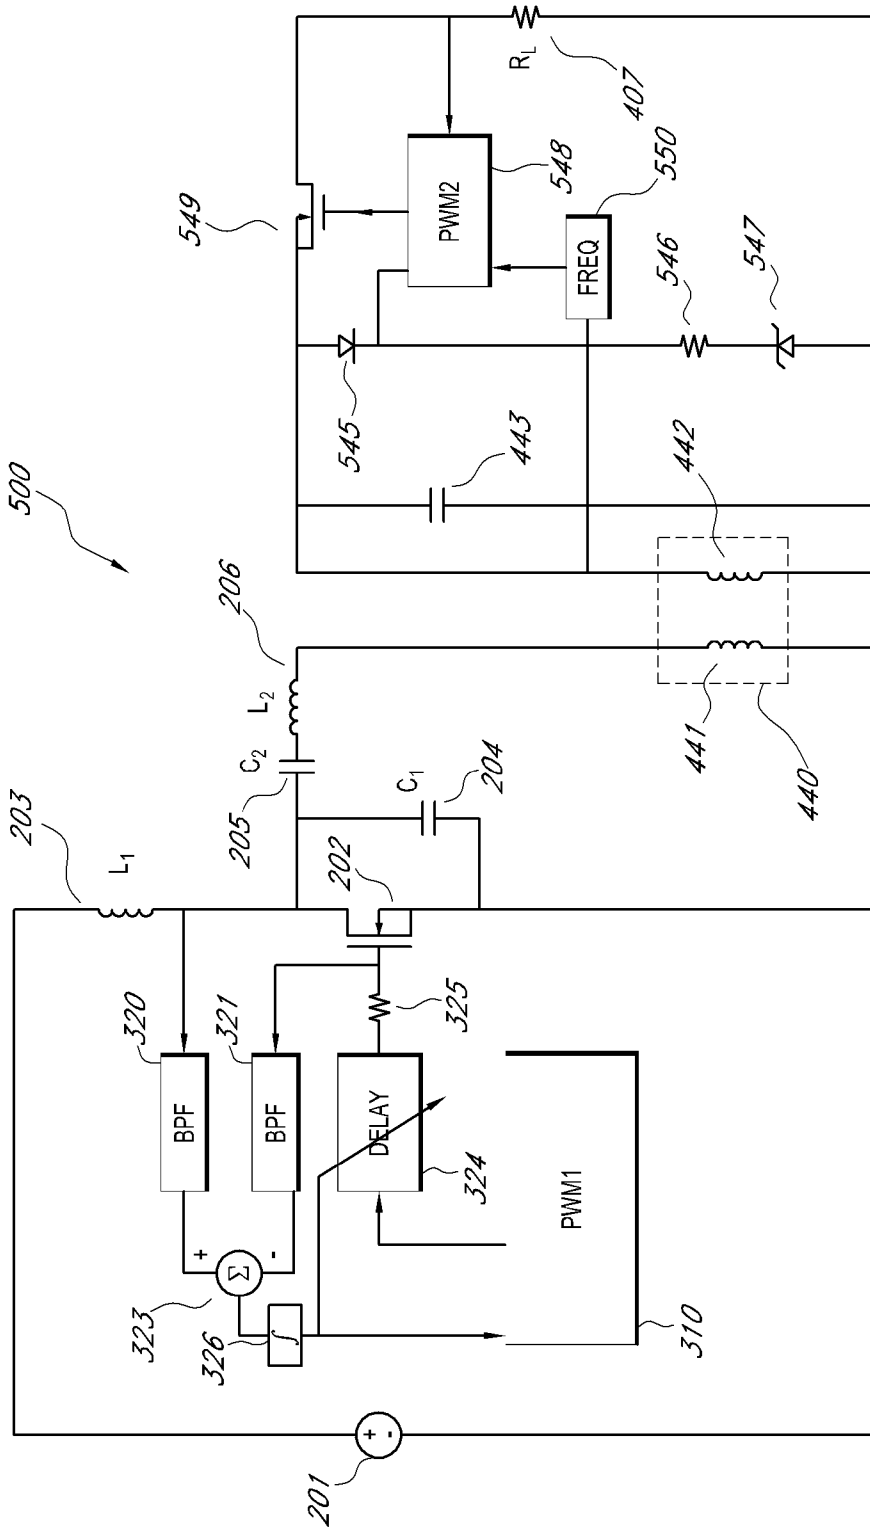 500
203
L₁
320
BPF
321
BPF
+
-
Σ
323
∫
326
DELAY
324
325
PWM1
310
+
-
201
202
C₁
204
C₂
205
L₂
206
441
442
440
443
545
546
547
549
PWM2
548
FREQ
550
R_L
407